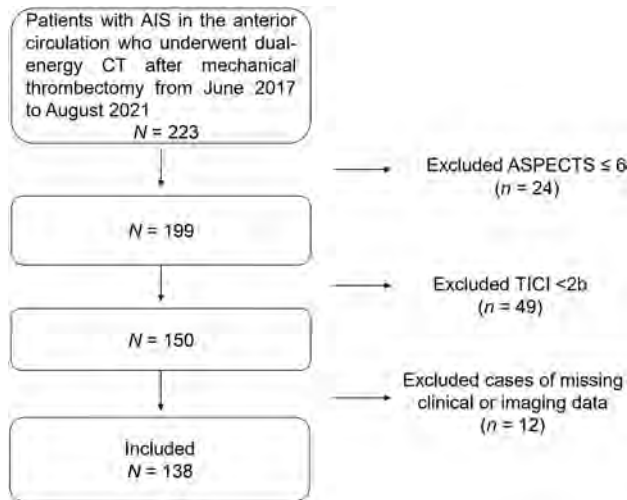 Patients with AIS in the anterior
circulation who underwent dual-
energy CT after mechanical
thrombectomy from June 2017
to August 2021
N = 223
Excluded ASPECTS ≤ 6
(n = 24)
N = 199
Excluded TICI <2b
(n = 49)
N = 150
Excluded cases of missing
clinical or imaging data
(n = 12)
Included
N = 138